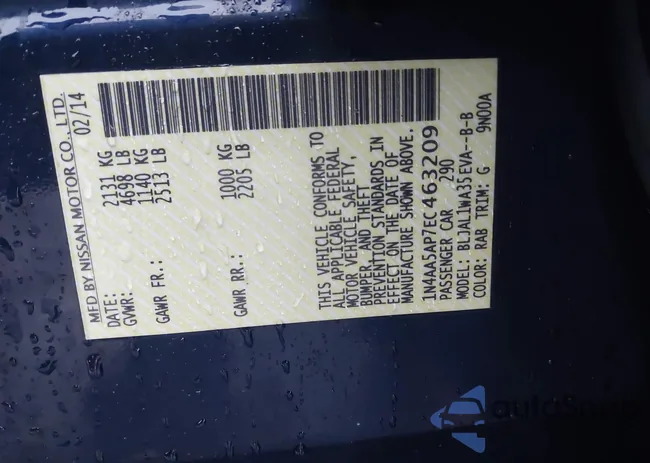 MFD BY NISSAN MOTOR CO., LTD.
DATE: 02/14
GVWR: 2131 KG
4698 LB
GAWR FR.: 1140 KG
2513 LB
GAWR RR.: 1000 KG
2205 LB
THIS VEHICLE CONFORMS TO
ALL APPLICABLE FEDERAL
MOTOR VEHICLE SAFETY,
BUMPER, AND THEFT
PREVENTION STANDARDS IN
EFFECT ON THE DATE OF
MANUFACTURE SHOWN ABOVE.
1N4AA5AP7EC463209
PASSENGER CAR 290
MODEL: BLJAL1WA35EVA--B-B
COLOR: RAB TRIM: G 9N00A